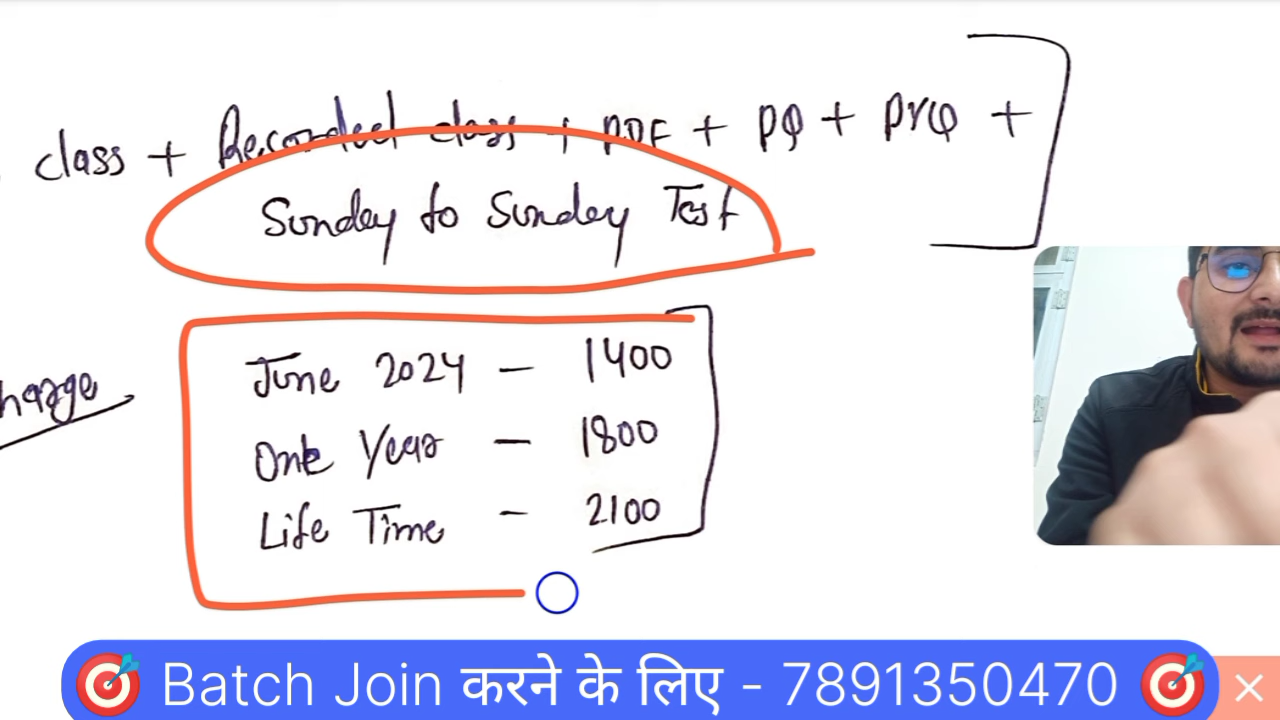 class + Recorded class + PDF + PQ + PYQ +
Sunday to Sunday Test
harge
June 2024 - 1400
One Year - 1800
Life Time - 2100
🎯 Batch Join करने के लिए - 7891350470 🎯